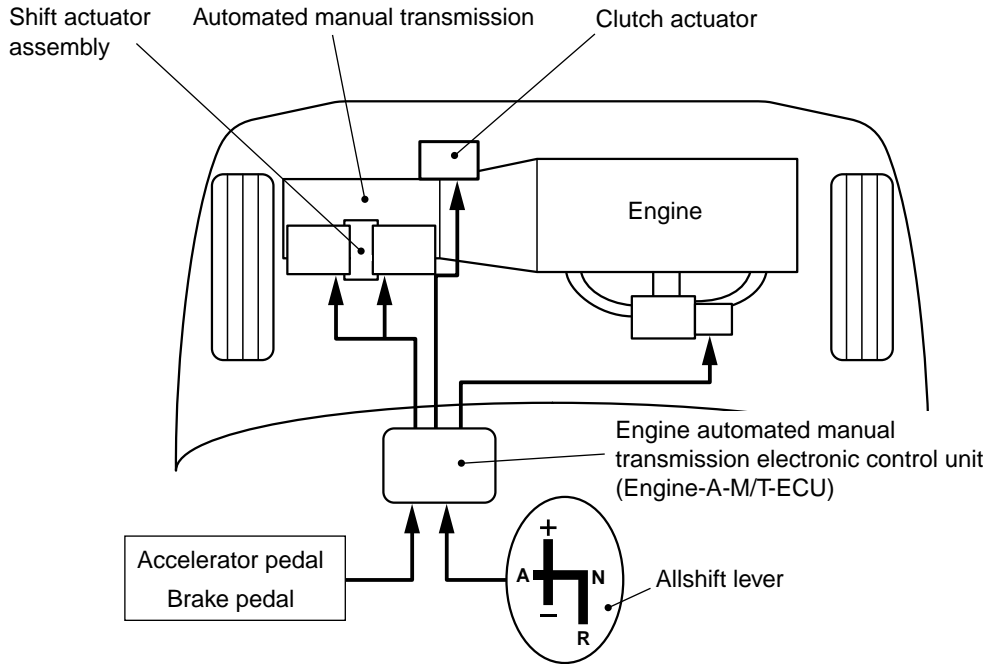 Shift actuator
assembly
Automated manual transmission
Clutch actuator
Engine
Engine automated manual
transmission electronic control unit
(Engine-A-M/T-ECU)
Accelerator pedal
Brake pedal
+
A
N
−
R
Allshift lever